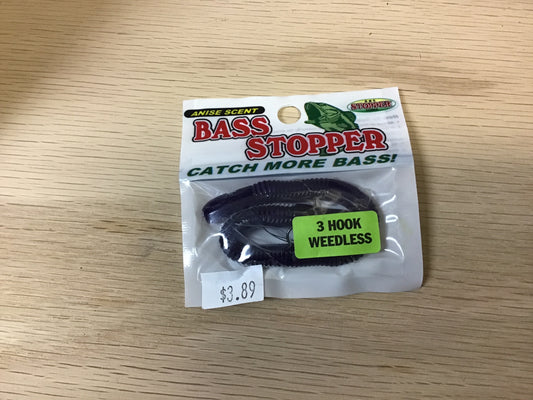 ANISE SCENT
BASS
STOPPER
CATCH MORE BASS!
3 HOOK
WEEDLESS
$3.89